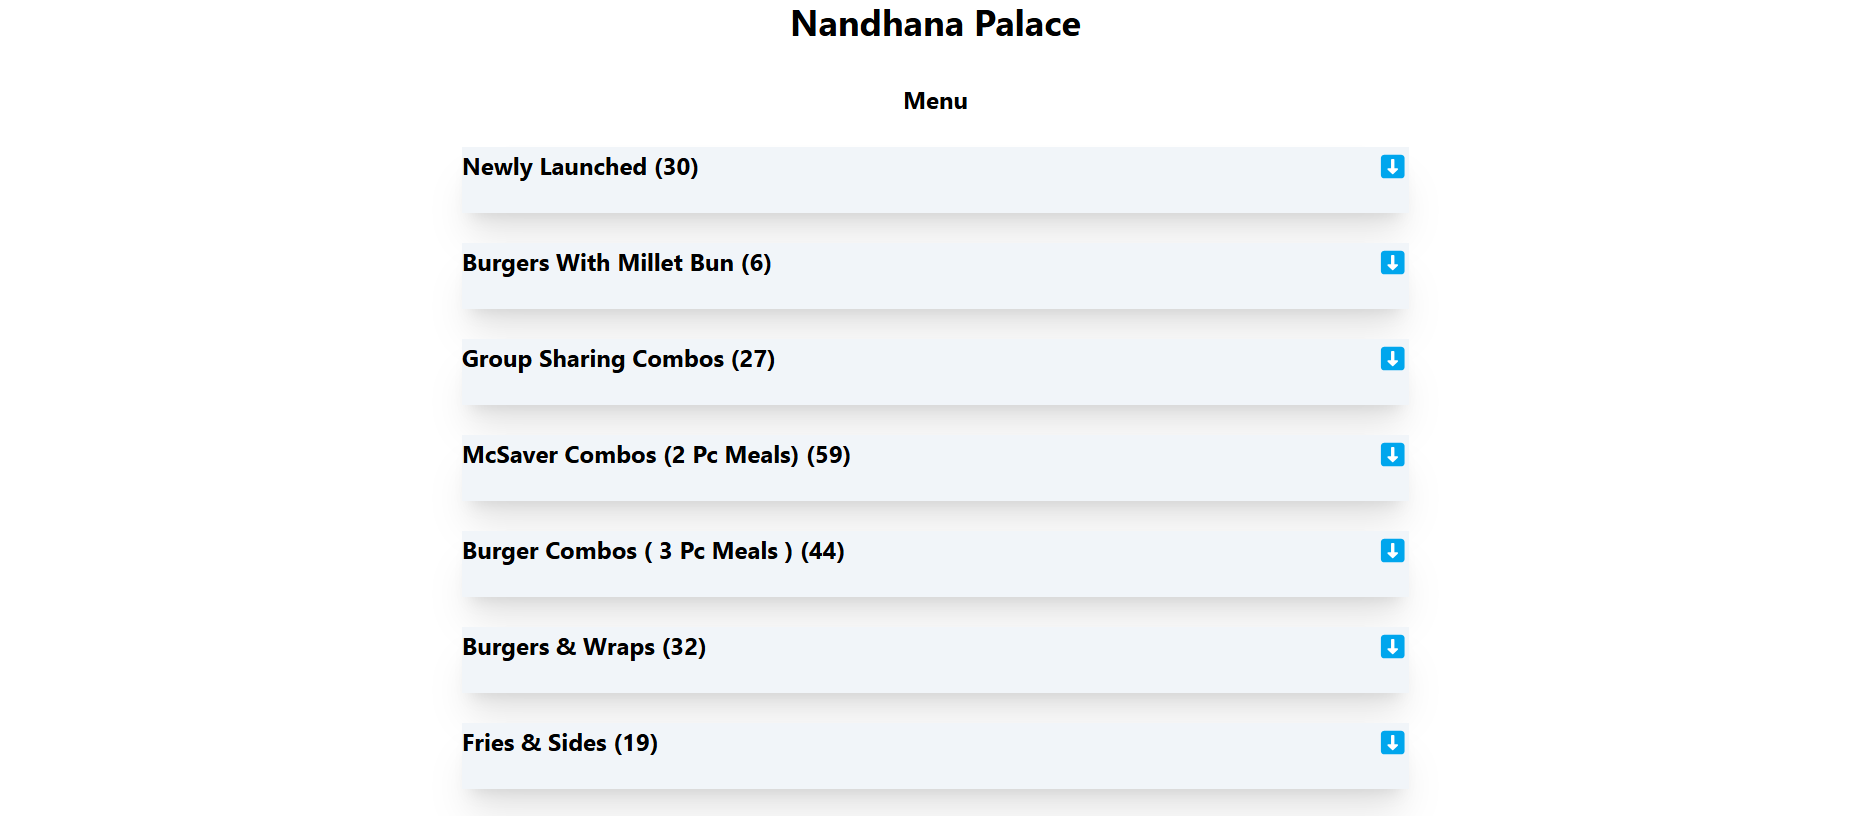 Nandhana Palace
Menu
Newly Launched (30)
Burgers With Millet Bun (6)
Group Sharing Combos (27)
McSaver Combos (2 Pc Meals) (59)
Burger Combos ( 3 Pc Meals ) (44)
Burgers & Wraps (32)
Fries & Sides (19)